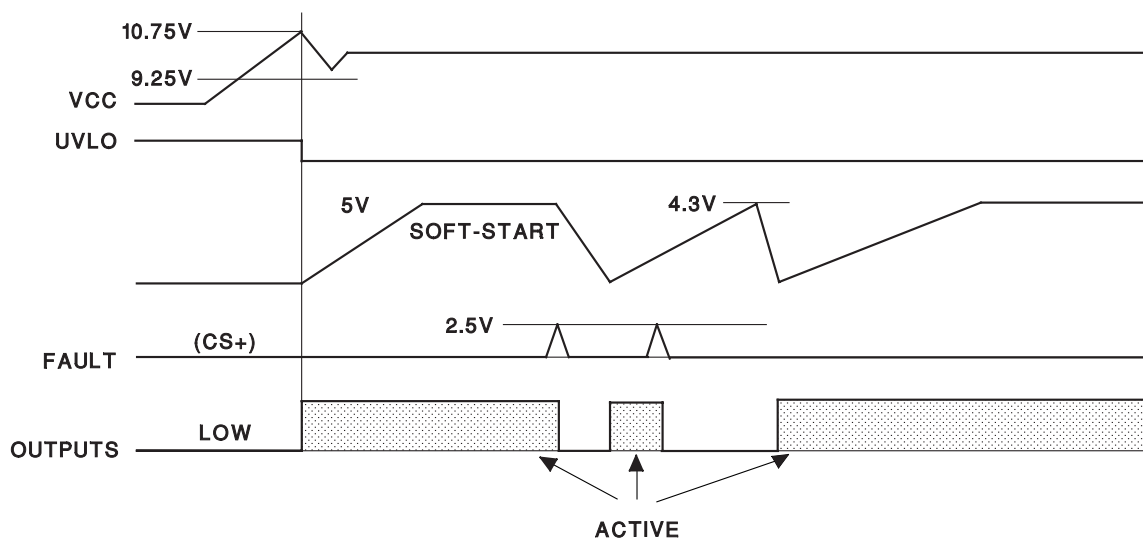 10.75V
9.25V
VCC
UVLO
5V
4.3V
SOFT-START
2.5V
(CS+)
FAULT
LOW
OUTPUTS
ACTIVE